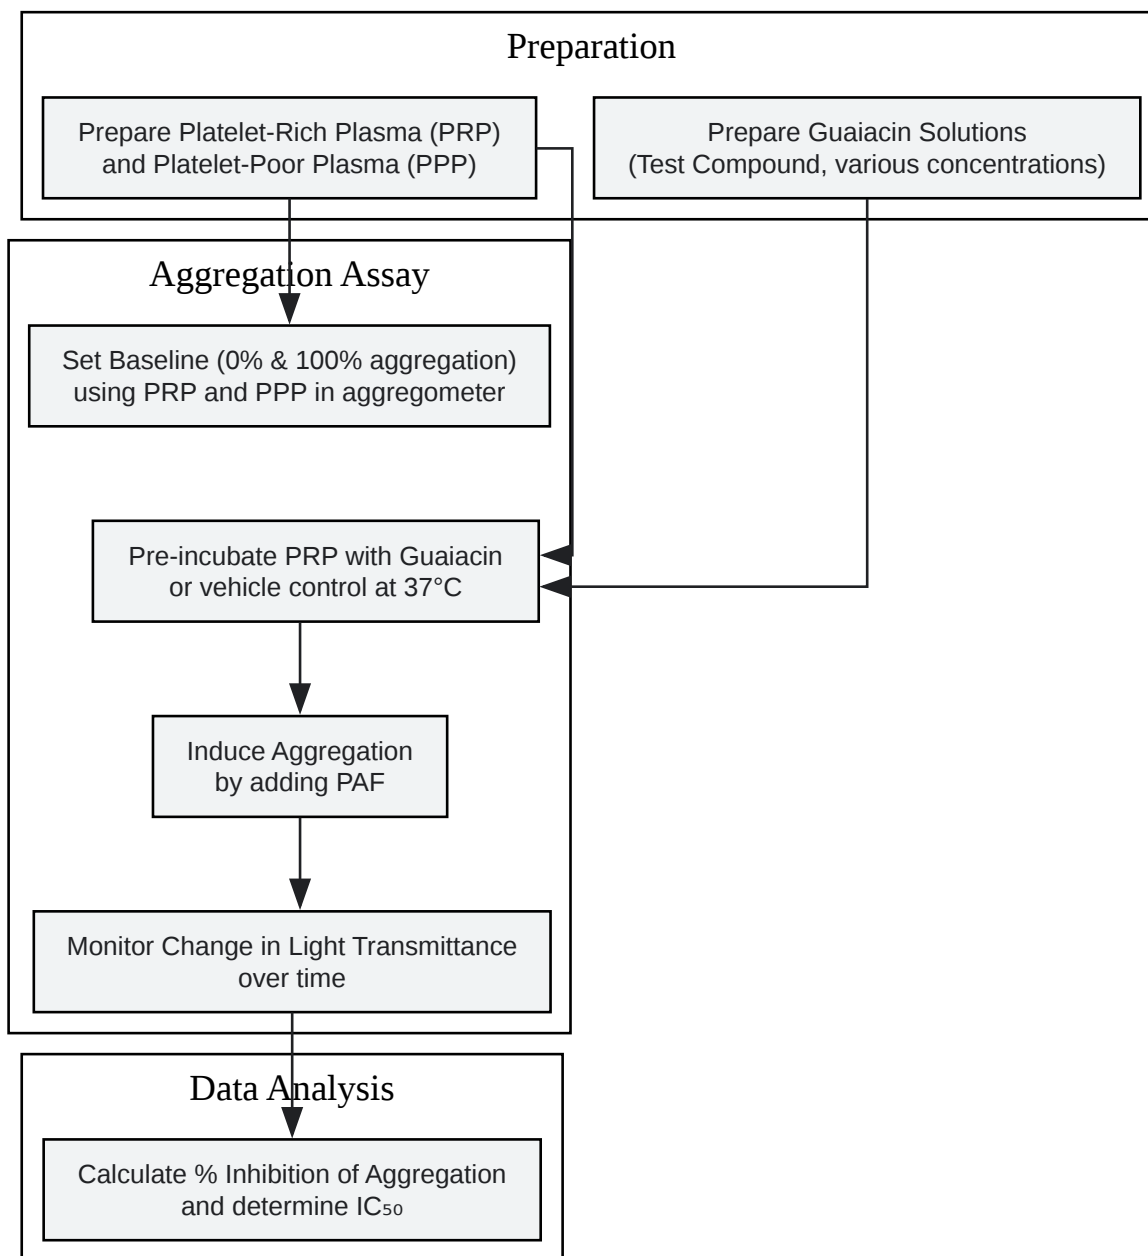 Preparation
Prepare Platelet-Rich Plasma (PRP)
and Platelet-Poor Plasma (PPP)
Prepare Guaiacin Solutions
(Test Compound, various concentrations)
Aggregation Assay
Set Baseline (0% & 100% aggregation)
using PRP and PPP in aggregometer
Pre-incubate PRP with Guaiacin
or vehicle control at 37°C
Induce Aggregation
by adding PAF
Monitor Change in Light Transmittance
over time
Data Analysis
Calculate % Inhibition of Aggregation
and determine IC₅₀